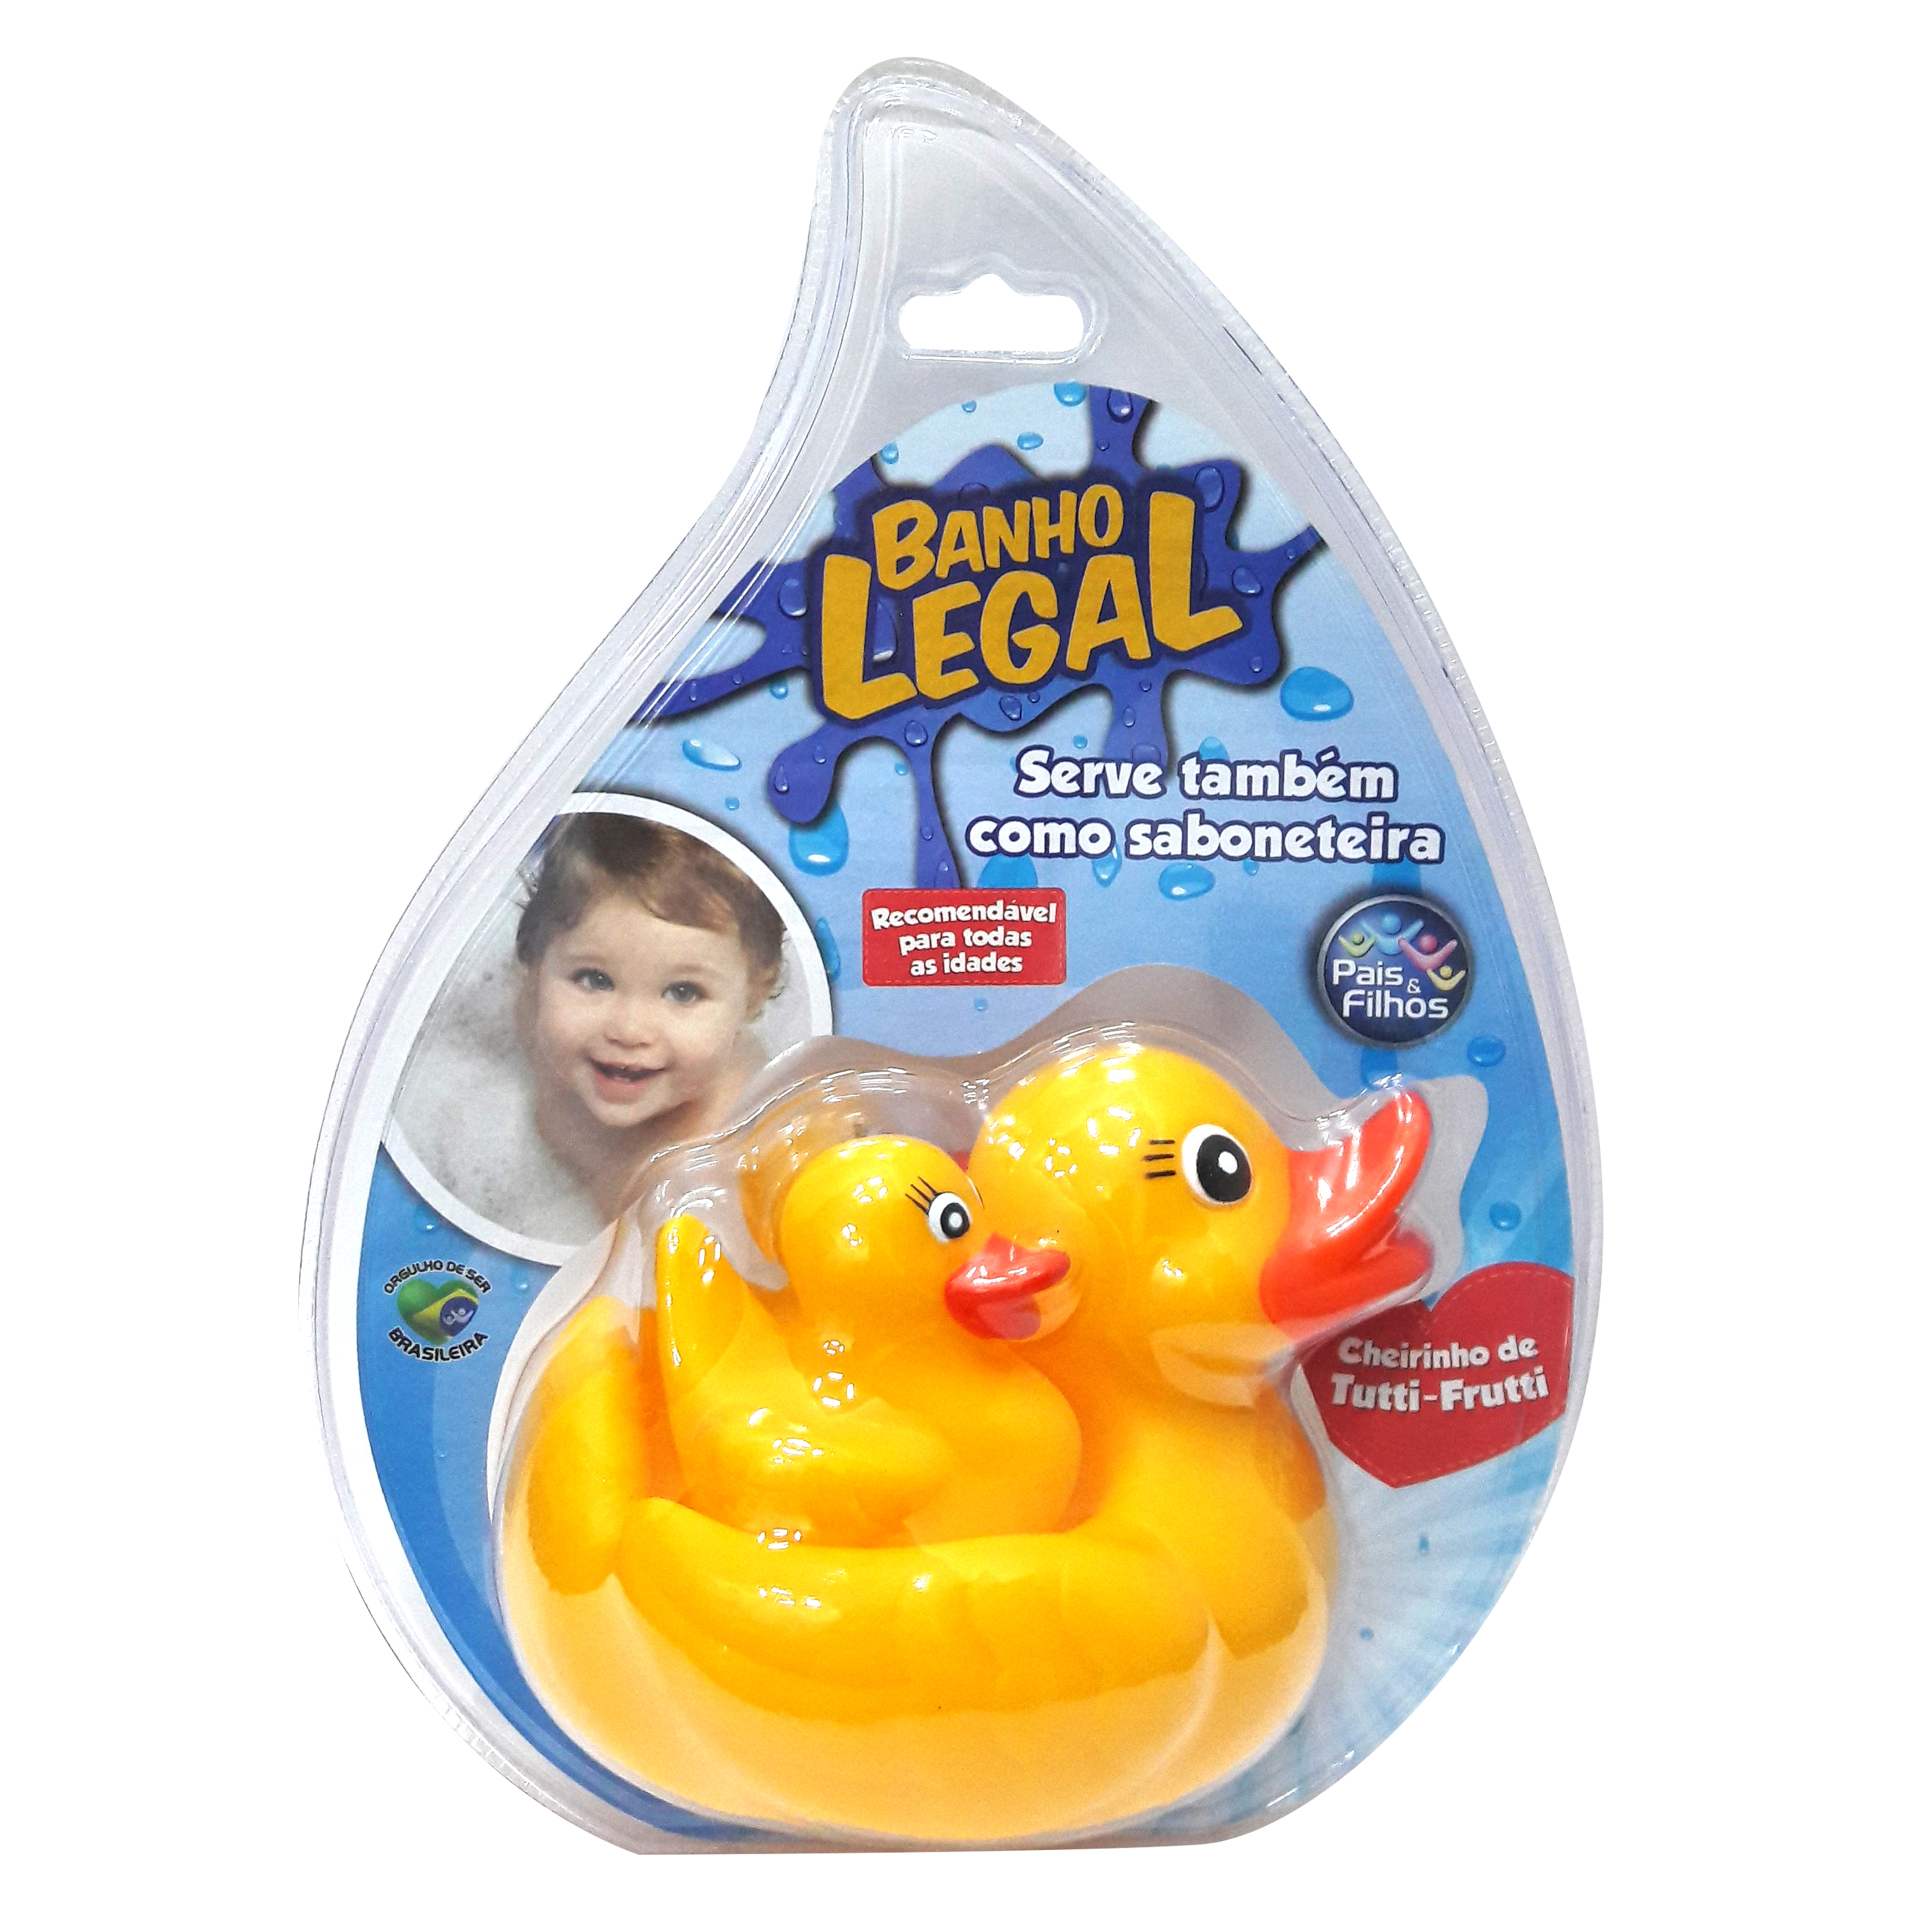 BANHO
LEGAL
Serve também
como saboneteira
Recomendável
para todas
as idades
Pais &
Filhos
ORGULHO DE SER
BRASILEIRA
Cheirinho de
Tutti-Frutti